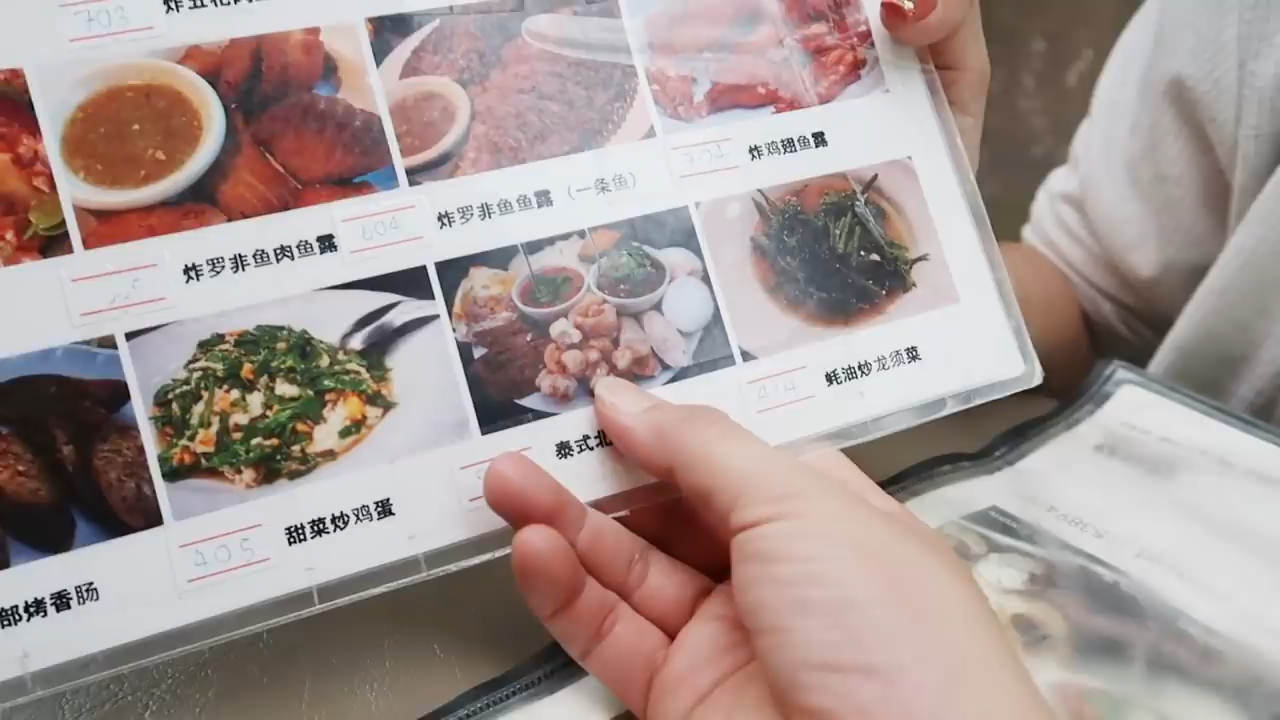 703
炸罗非鱼肉鱼露
604
炸罗非鱼鱼露（一条鱼）
704
炸鸡翅鱼露
部烤香肠
405
甜菜炒鸡蛋
泰式北
414
蚝油炒龙须菜